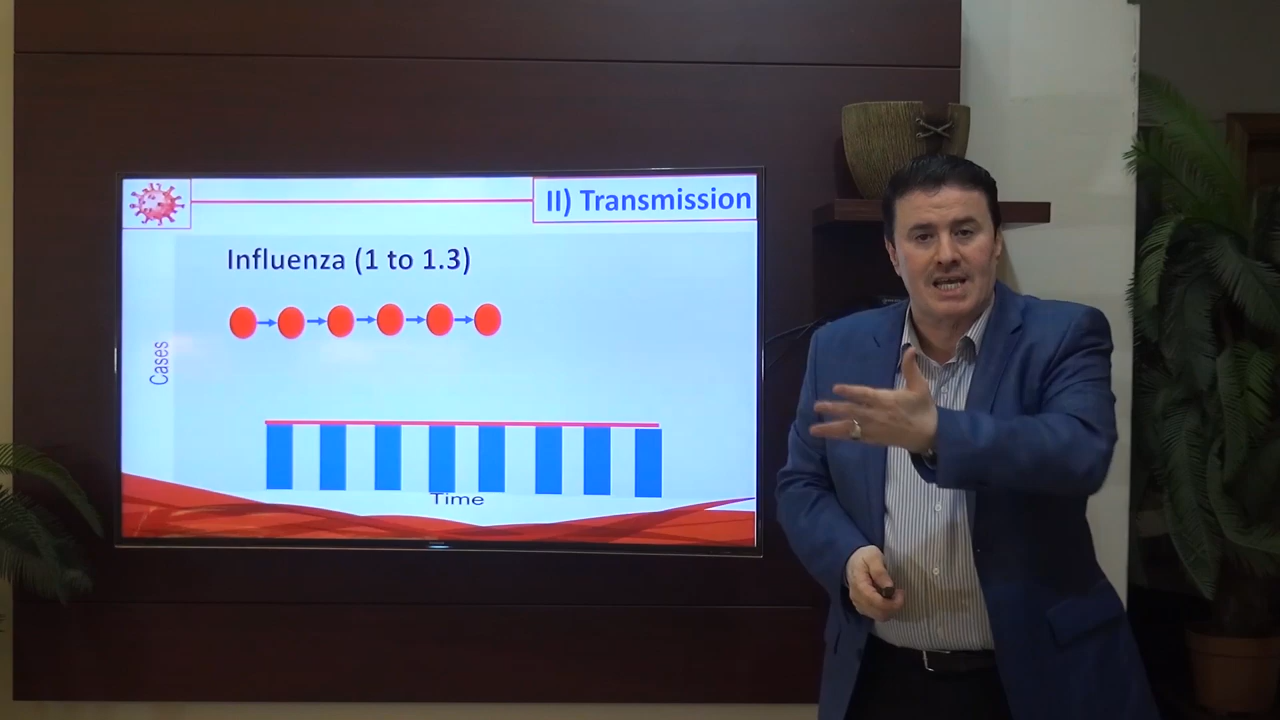 II) Transmission
Influenza (1 to 1.3)
Cases
Time